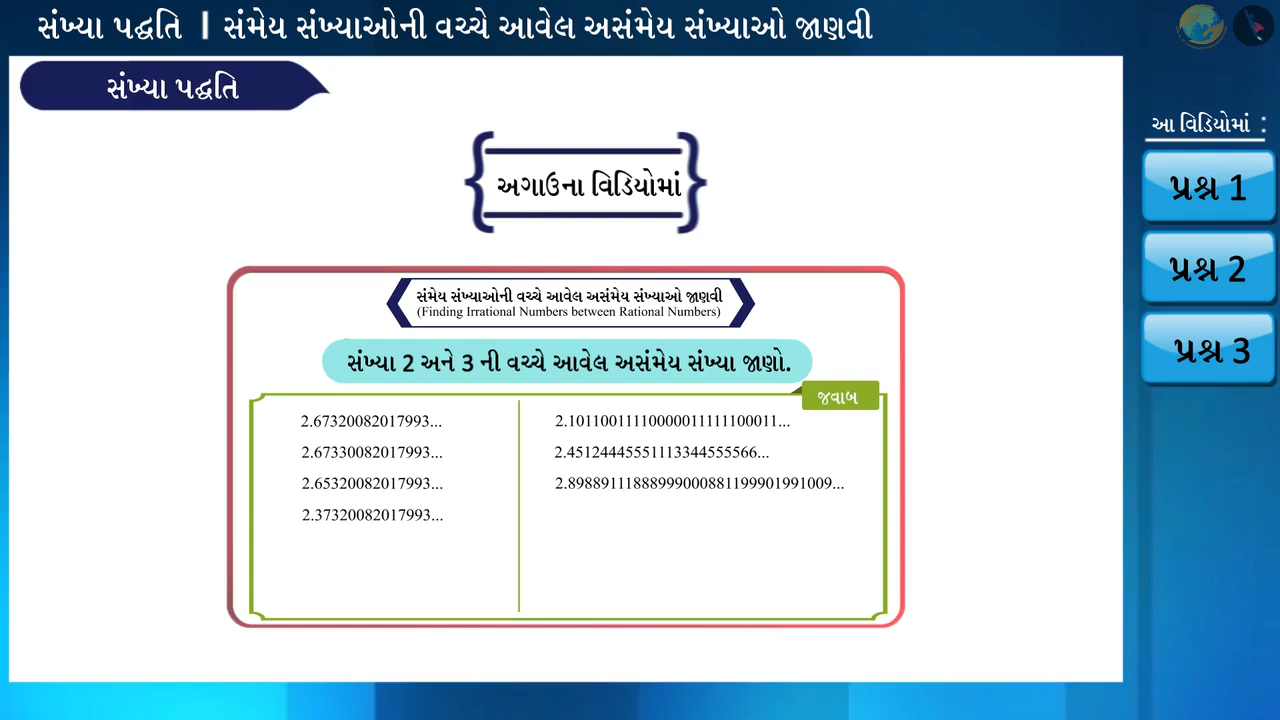 સંખ્યા પદ્ધતિ | સંમેય સંખ્યાઓની વચ્ચે આવેલ અસંમેય સંખ્યાઓ જાણવી
સંખ્યા પદ્ધતિ
અગાઉના વિડિયોમાં
સંમેય સંખ્યાઓની વચ્ચે આવેલ અસંમેય સંખ્યાઓ જાણવી
(Finding Irrational Numbers between Rational Numbers)
સંખ્યા 2 અને 3 ની વચ્ચે આવેલ અસંમેય સંખ્યા જાણો.
જવાબ
2.67320082017993...
2.67330082017993...
2.65320082017993...
2.37320082017993...
2.10110011110000011111100011...
2.45124445551113344555566...
2.8988911188899900088119990199​1009...
આ વિડિયોમાં :
પ્રશ્ન 1
પ્રશ્ન 2
પ્રશ્ન 3